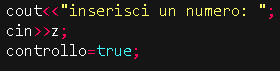 cout<<"inserisci un numero: ";
cin>>z;
controllo=true;